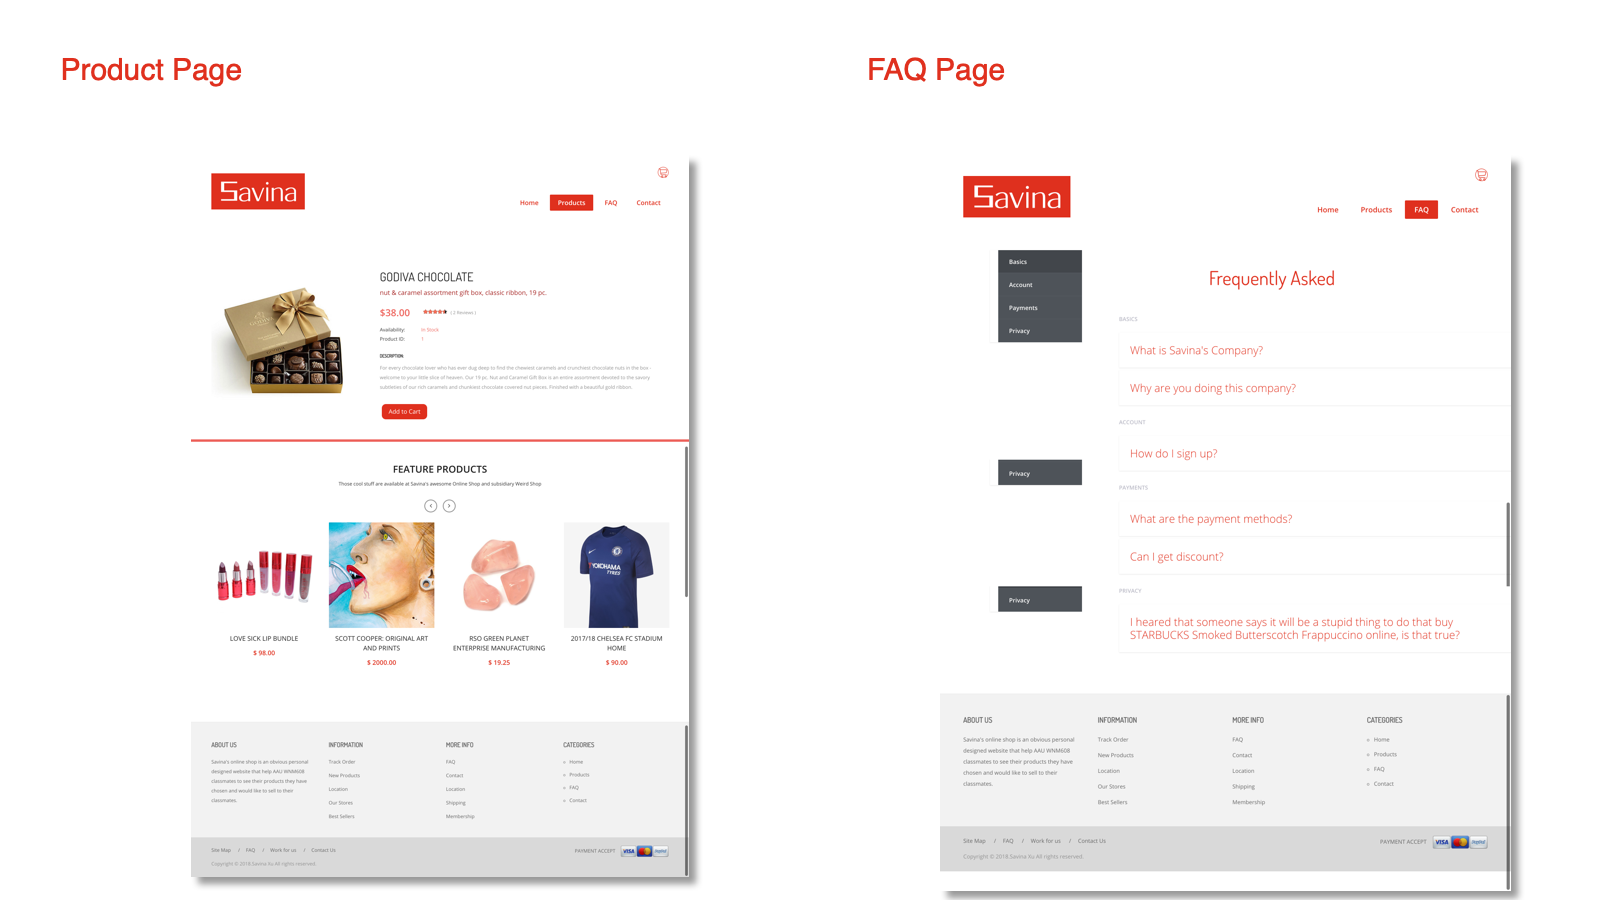 Product Page
Savina
Home
Products
FAQ
Contact
GODIVA CHOCOLATE
nut & caramel assortment gift box, classic ribbon, 19 pc.
$38.00
( 2 Reviews )
Availability:
In Stock
Product ID:
DESCRIPTION
For every chocolate lover who has ever dug deep to find the chewiest caramels and crunchiest chocolate nuts in the box -
welcome to your little slice of heaven. Our 19 pc. Nut and Caramel Gift Box is an entire assortment devoted to the savory
subtleties of our rich caramels and chunkiest chocolate covered nut pieces. Finished with a beautiful gold ribbon.
Add to Cart
FEATURE PRODUCTS
Those cool stuff are available at Savina's awesome Online Shop and subsidiary Weird Shop
YOKOHAMA
TYRES
LOVE SICK LIP BUNDLE
$ 98.00
SCOTT COOPER: ORIGINAL ART
AND PRINTS
$ 2000.00
RSO GREEN PLANET
ENTERPRISE MANUFACTURING
$ 19.25
2017/18 CHELSEA FC STADIUM
HOME
$ 90.00
ABOUT US
Savina's online shop is an obvious personal
designed website that help AAU WNM608
classmates to see their products they have
chosen and would like to sell to their
classmates.
INFORMATION
Track Order
New Products
Location
Our Stores
Best Sellers
MORE INFO
FAQ
Contact
Location
Shipping
Membership
CATEGORIES
Home
Products
FAQ
Contact
Site Map / FAQ / Work for us / Contact Us
Copyright © 2018.Savina Xu All rights reserved.
PAYMENT ACCEPT
VISA
FAQ Page
Savina
Home
Products
FAQ
Contact
Basics
Account
Payments
Privacy
Privacy
Privacy
Frequently Asked
BASICS
What is Savina's Company?
Why are you doing this company?
ACCOUNT
How do I sign up?
PAYMENTS
What are the payment methods?
Can I get discount?
PRIVACY
I heared that someone says it will be a stupid thing to do that buy
STARBUCKS Smoked Butterscotch Frappuccino online, is that true?
ABOUT US
Savina's online shop is an obvious personal
designed website that help AAU WNM608
classmates to see their products they have
chosen and would like to sell to their
classmates.
INFORMATION
Track Order
New Products
Location
Our Stores
Best Sellers
MORE INFO
FAQ
Contact
Location
Shipping
Membership
CATEGORIES
Home
Products
FAQ
Contact
Site Map / FAQ / Work for us / Contact Us
Copyright © 2018.Savina Xu All rights reserved.
PAYMENT ACCEPT
VISA